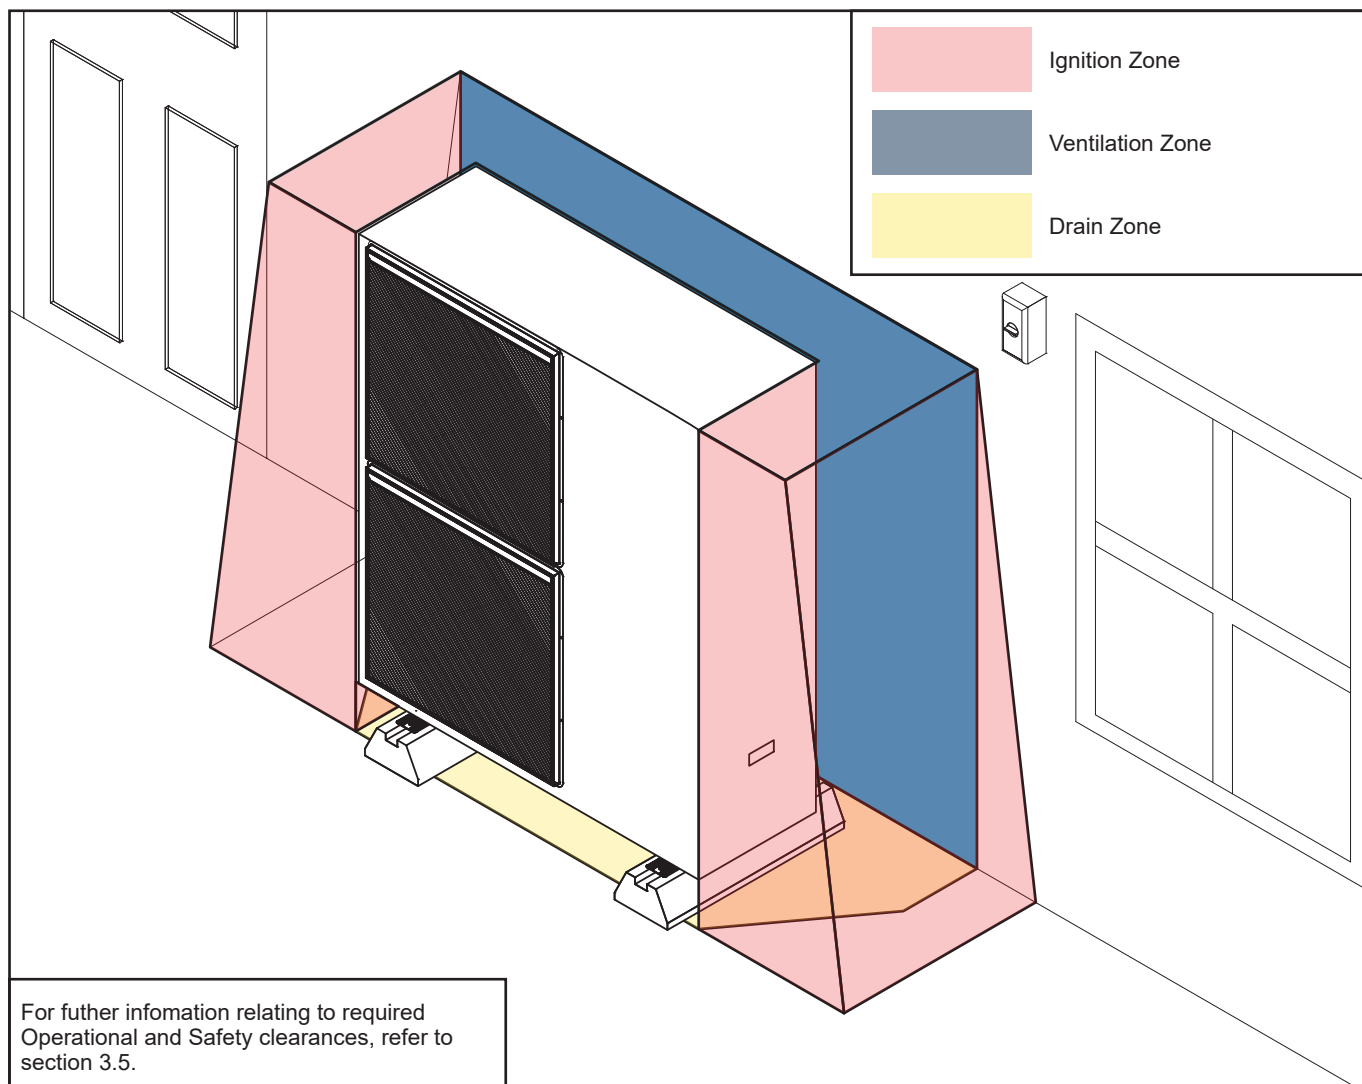 Ignition Zone
Ventilation Zone
Drain Zone
For futher infomation relating to required
Operational and Safety clearances, refer to
section 3.5.